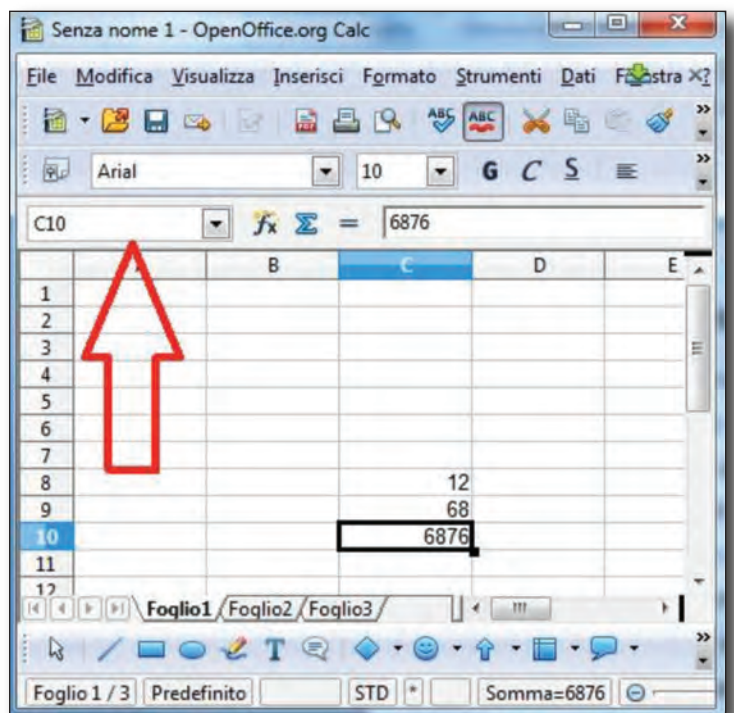 Senza nome 1 - OpenOffice.org Calc
File Modifica Visualizza Inserisci Formato Strumenti Dati
Arial 10 G C S
C10 = 6876
B C D E
1
2
3
4
5
6
7
8 12
9 68
10 6876
11
12
Foglio1 Foglio2 Foglio3
Foglio 1 / 3 Predefinito STD * Somma=6876